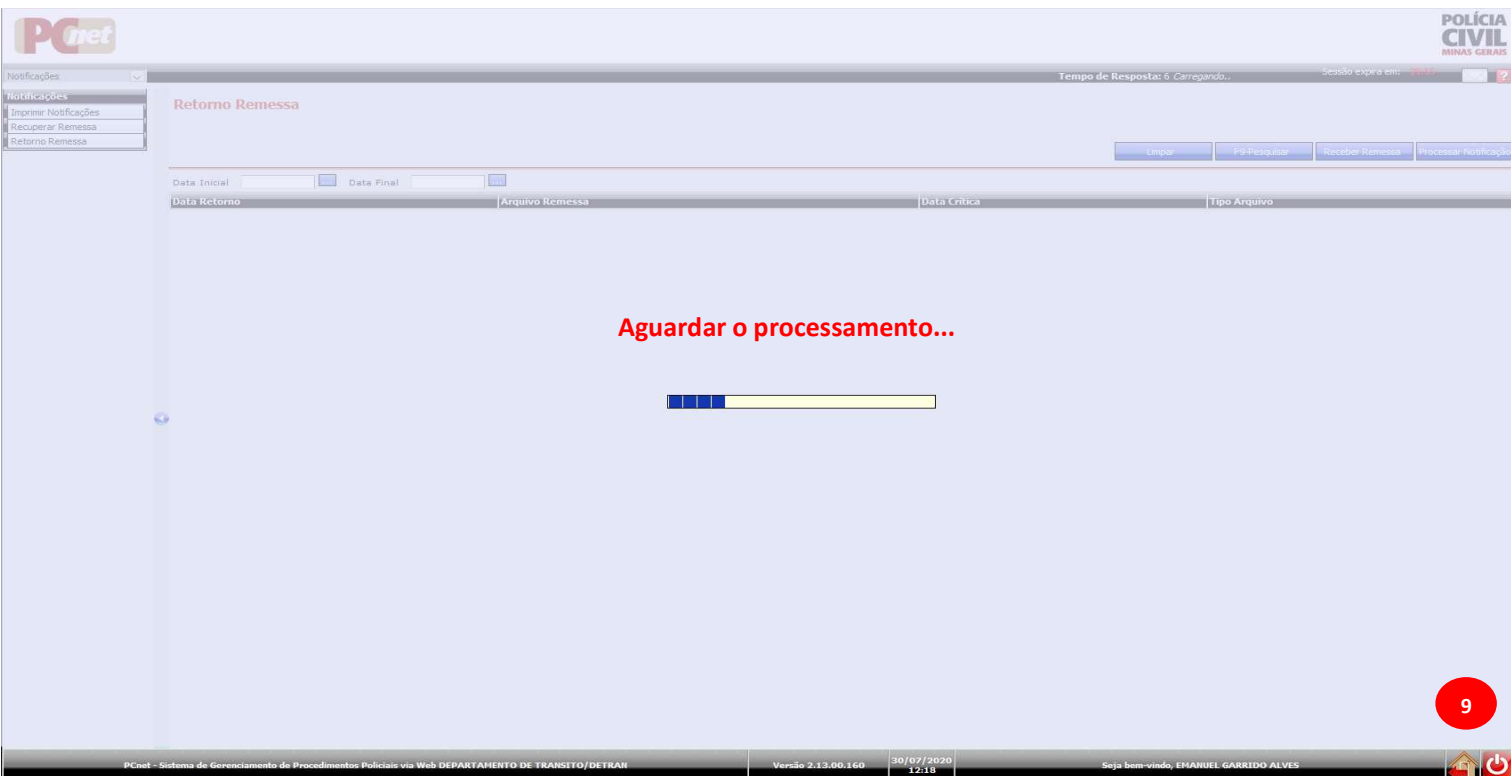 PCnet
POLÍCIA
CIVIL
MINAS GERAIS
Notificações
Tempo de Resposta: 6 Carregando..
Sessão expira em:
Notificações
Imprimir Notificações
Recuperar Remessa
Retorno Remessa
Retorno Remessa
Limpar
F9-Pesquisar
Receber Remessa
Processar Notificação
Data Inicial
...
Data Final
...
Data Retorno
Arquivo Remessa
Data Crítica
Tipo Arquivo
Aguardar o processamento...
9
PCnet - Sistema de Gerenciamento de Procedimentos Policiais via Web DEPARTAMENTO DE TRANSITO/DETRAN
Versão 2.13.00.160
30/07/2020
12:18
Seja bem-vindo, EMANUEL GARRIDO ALVES